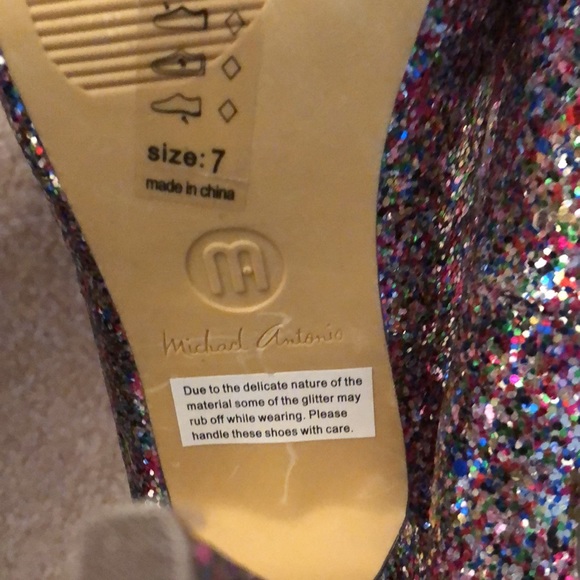 size: 7
made in china
M
Michael Antonio
Due to the delicate nature of the
material some of the glitter may
rub off while wearing. Please
handle these shoes with care.